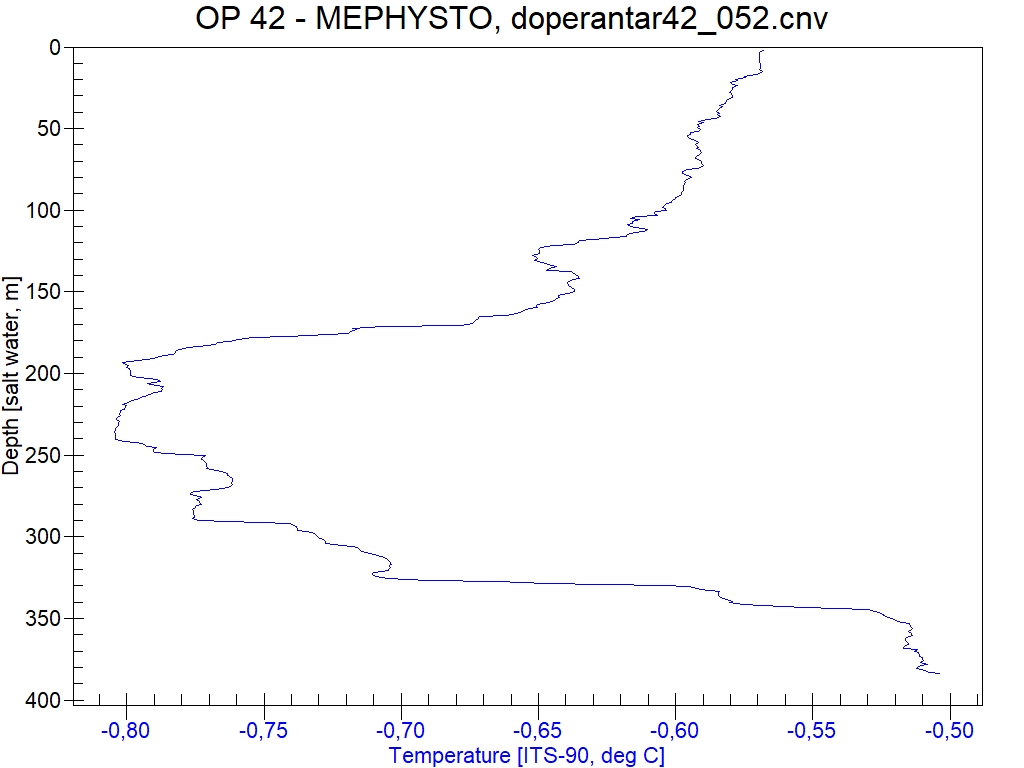 OP 42 - MEPHYSTO, doperantar42_052.cnv
0
50
100
150
200
250
300
350
400
Depth [salt water, m]
-0,80 -0,75 -0,70 -0,65 -0,60 -0,55 -0,50
Temperature [ITS-90, deg C]